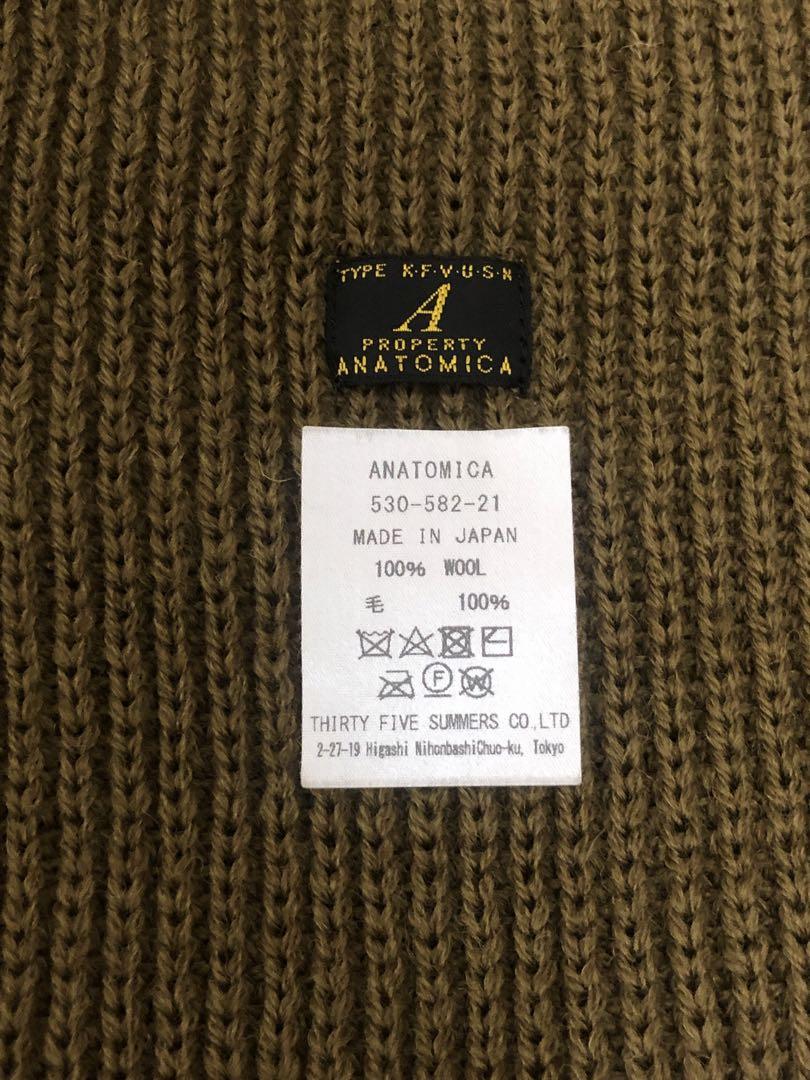 TYPE K·F·V·U·S·N
A
PROPERTY
ANATOMICA
ANATOMICA
530-582-21
MADE IN JAPAN
100% WOOL
毛 100%
F W
THIRTY FIVE SUMMERS CO.,LTD
2-27-19 Higashi NihonbashiChuo-ku, Tokyo